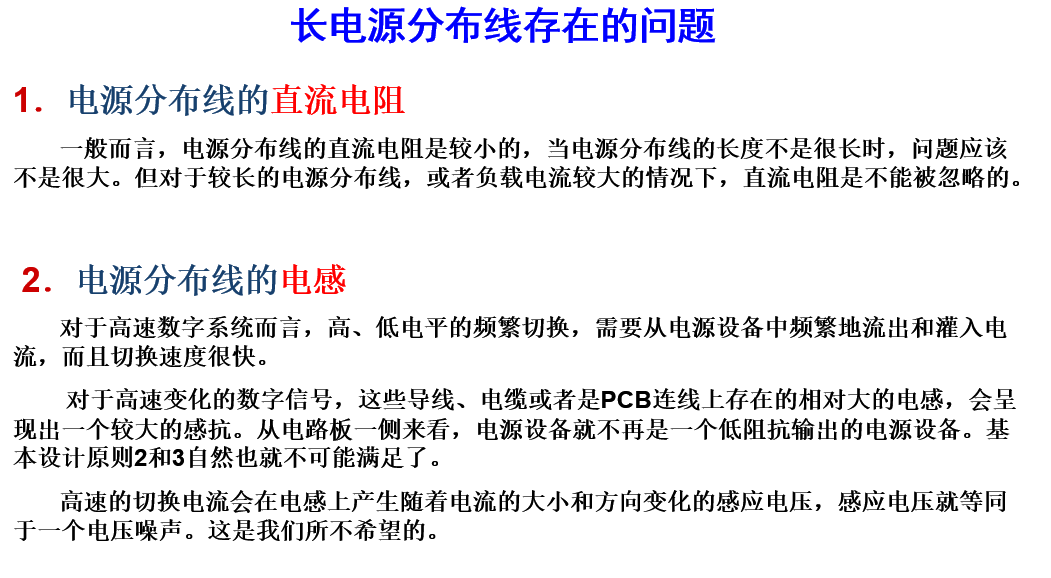 长电源分布线存在的问题
1．电源分布线的直流电阻
一般而言，电源分布线的直流电阻是较小的，当电源分布线的长度不是很长时，问题应该
不是很大。但对于较长的电源分布线，或者负载电流较大的情况下，直流电阻是不能被忽略的。
2．电源分布线的电感
对于高速数字系统而言，高、低电平的频繁切换，需要从电源设备中频繁地流出和灌入电
流，而且切换速度很快。
对于高速变化的数字信号，这些导线、电缆或者是PCB连线上存在的相对大的电感，会呈
现出一个较大的感抗。从电路板一侧来看，电源设备就不再是一个低阻抗输出的电源设备。基
本设计原则2和3自然也就不可能满足了。
高速的切换电流会在电感上产生随着电流的大小和方向变化的感应电压，感应电压就等同
于一个电压噪声。这是我们所不希望的。